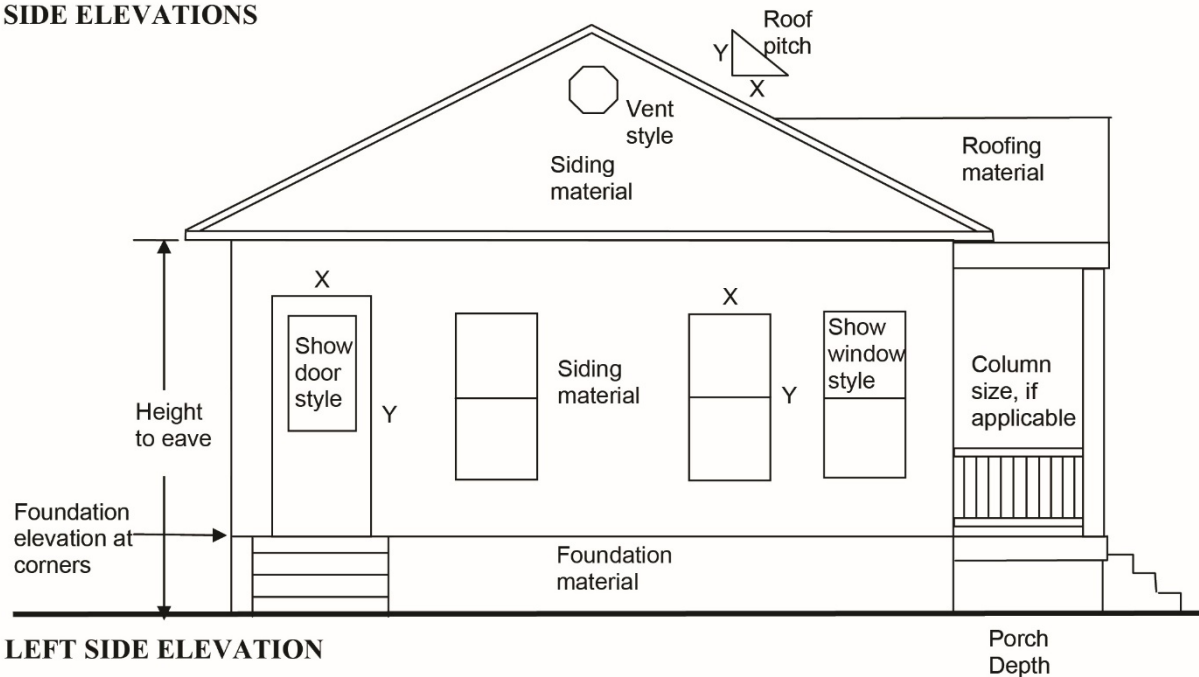 SIDE ELEVATIONS
Roof
pitch
Y
X
Vent
style
Roofing
material
Siding
material
X
X
Show
door
style
Show
window
style
Siding
material
Column
size, if
applicable
Y
Y
Height
to eave
Foundation
elevation at
corners
Foundation
material
LEFT SIDE ELEVATION
Porch
Depth